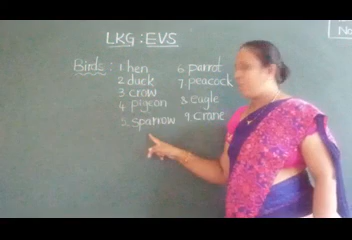 LKG : EVS
Birds : 1. hen 6. parrot
2 duck 7. peacock
3 crow 8. eagle
4. pigeon 9. crane
5. sparrow
No